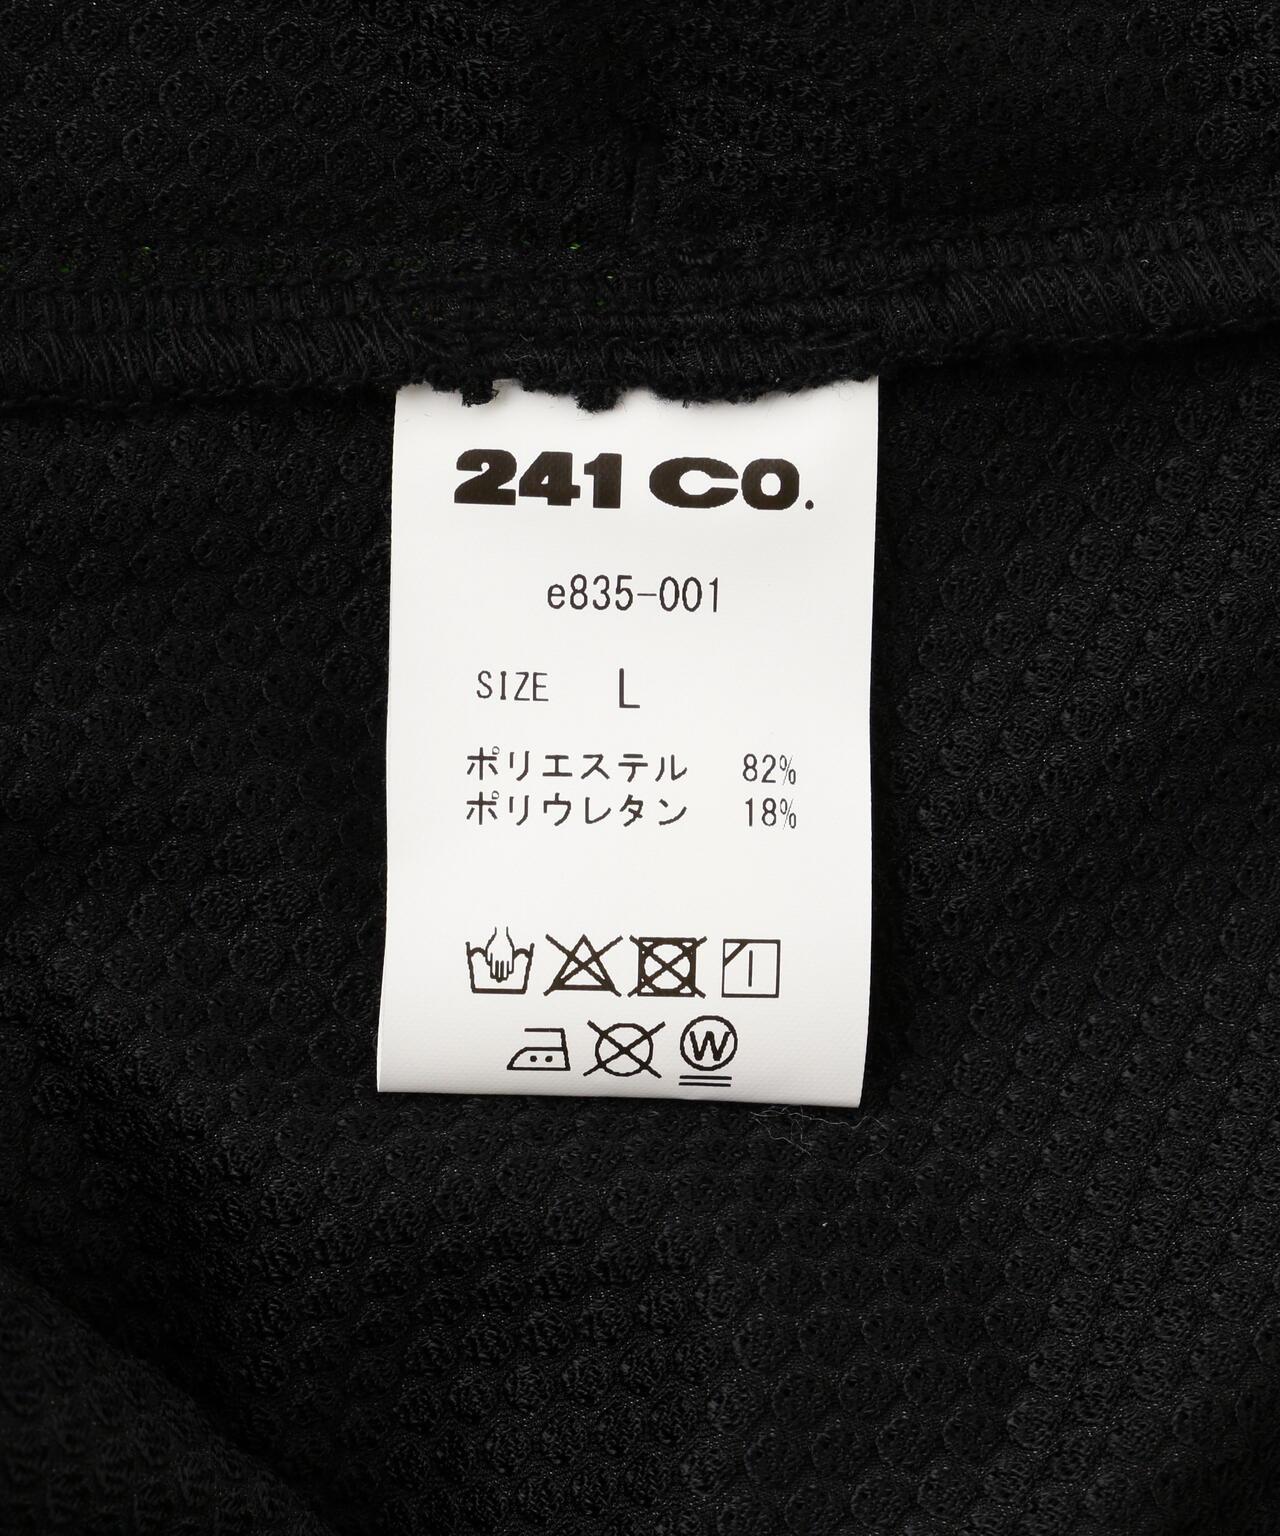 241 CO.
e835-001
SIZE L
ポリエステル 82%
ポリウレタン 18%
W